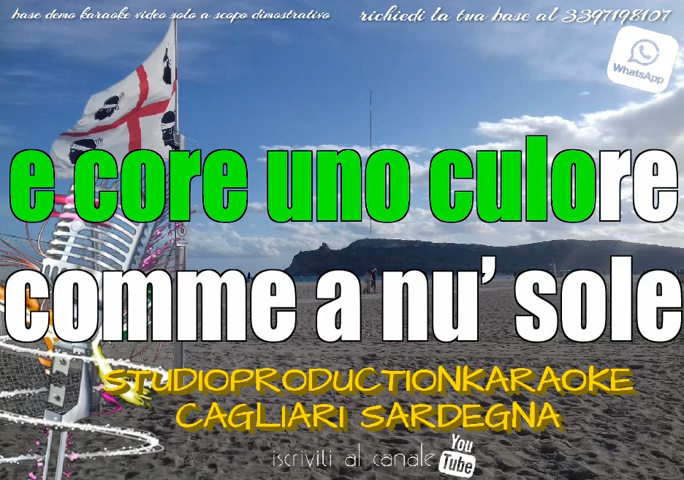 base demo karaoke video solo a scopo dimostrativo
richiedi la tua base al 3397198107
WhatsApp
e core uno culore
comme a nu' sole
STUDIOPRODUCTIONKARAOKE
CAGLIARI SARDEGNA
iscriviti al canale You Tube